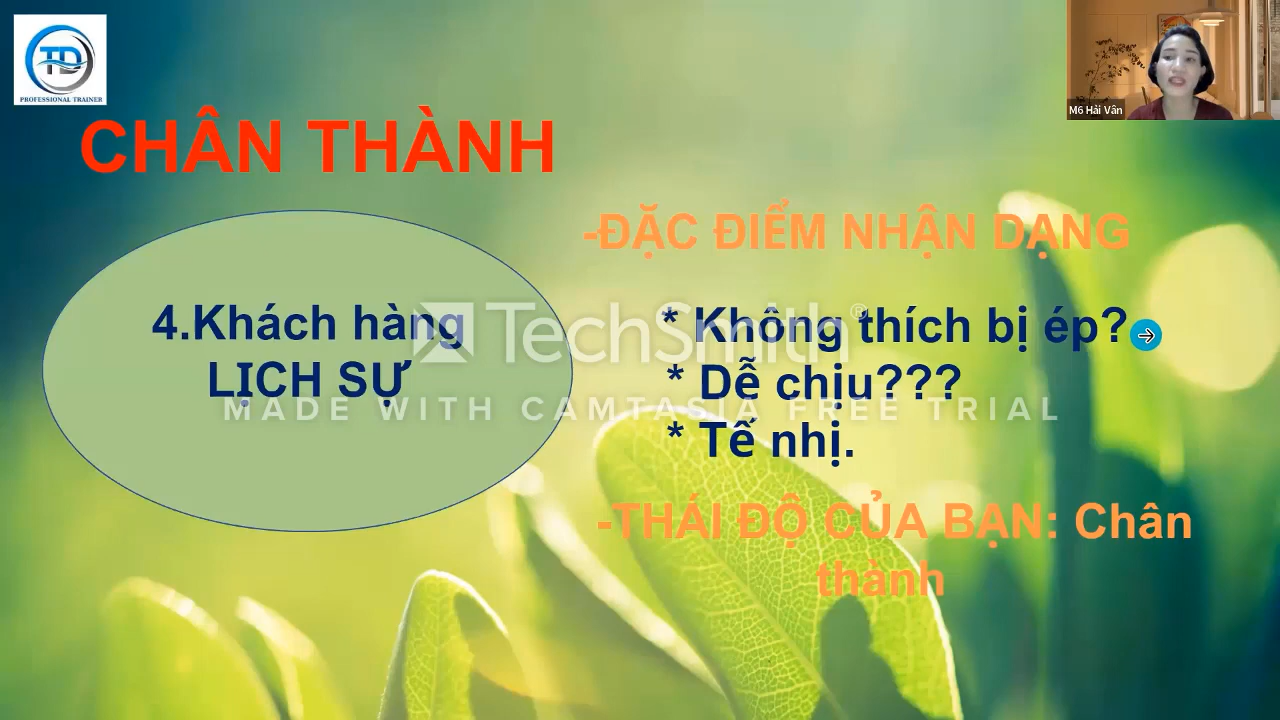 TD
PROFESSIONAL TRAINER
M6 Hải Vân
CHÂN THÀNH
-ĐẶC ĐIỂM NHẬN DẠNG
4.Khách hàng
LỊCH SỰ
* Không thích bị ép?
* Dễ chịu???
* Tế nhị.
TechSmith®
MADE WITH CAMTASIA FREE TRIAL
-THÁI ĐỘ CỦA BẠN: Chân
thành